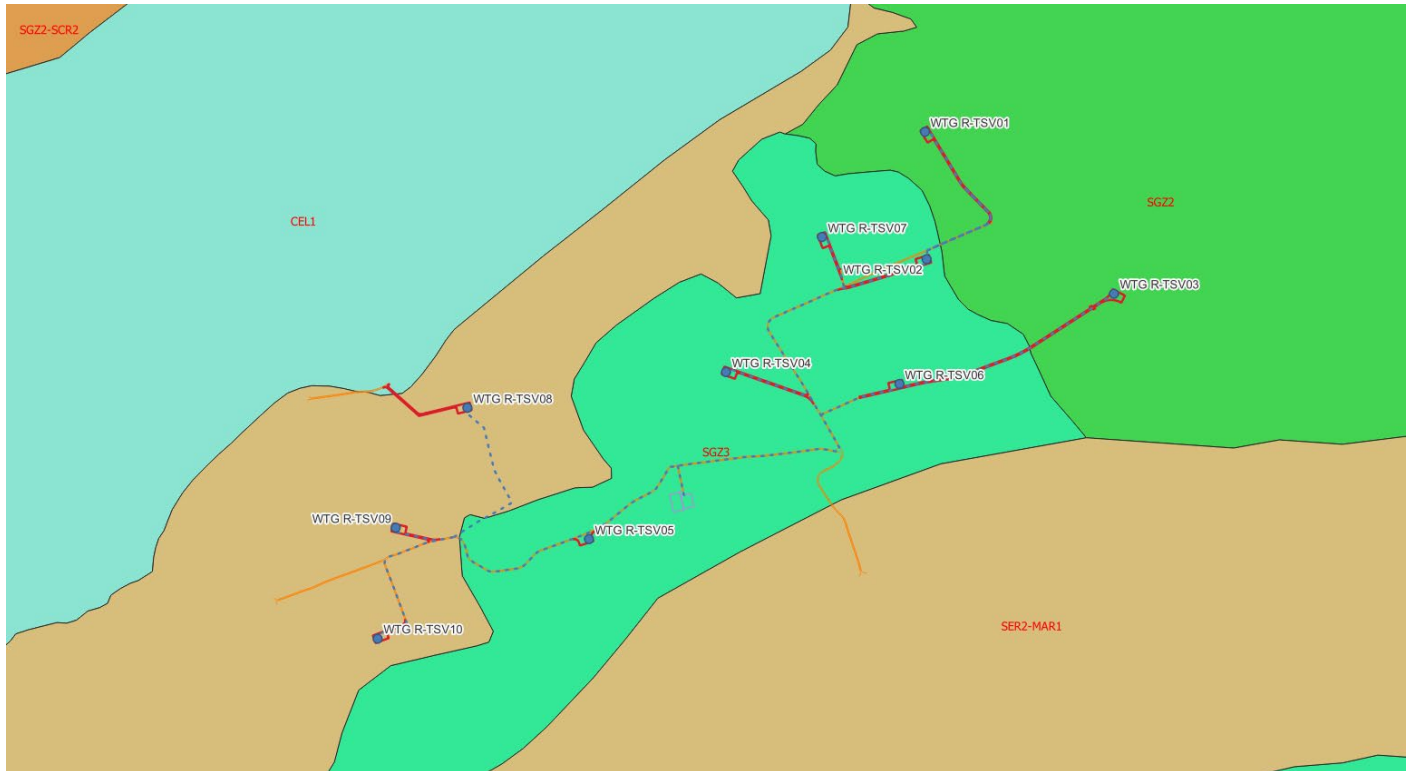 SGZ2-SCR2
WTG R-TSV01
SGZ2
CEL1
WTG R-TSV07
WTG R-TSV02
WTG R-TSV03
WTG R-TSV04
WTG R-TSV06
WTG R-TSV08
SGZ3
WTG R-TSV09
WTG R-TSV05
WTG R-TSV10
SER2-MAR1